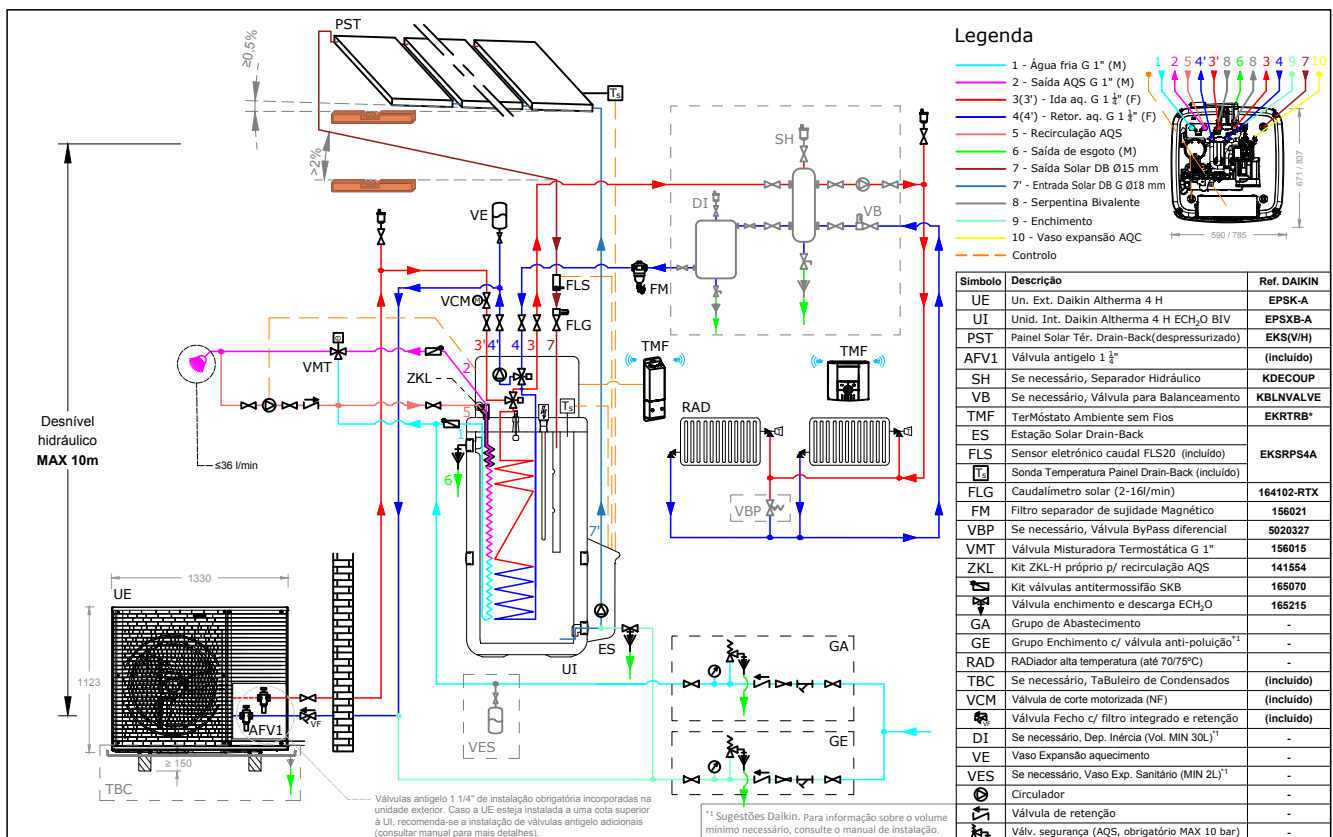 PST
≥0,5%
>2%
Ts
SH
DI
VB
VE
FLS
FM
VCM
M
FLG
3'
4'
4
3
7
TMF
TMF
VMT
2
ZKL
5
Ts
RAD
1
6
≤36 l/min
Desnível
hidráulico
MAX 10m
VBP
7'
1330
UE
1123
ES
UI
GA
VES
GE
AFV1
VF
≥ 150
TBC
Válvulas antigelo 1 1/4" de instalação obrigatória incorporadas na
unidade exterior. Caso a UE esteja instalada a uma cota superior
à UI, recomenda-se a instalação de válvulas antigelo adicionais
(consultar manual para mais detalhes).
*1 Sugestões Daikin. Para informação sobre o volume
mínimo necessário, consulte o manual de instalação.
Legenda
1 - Água fria G 1" (M)
2 - Saída AQS G 1" (M)
3(3') - Ida aq. G 1 ¼" (F)
4(4') - Retor. aq. G 1 ¼" (F)
5 - Recirculação AQS
6 - Saída de esgoto (M)
7 - Saída Solar DB Ø15 mm
7' - Entrada Solar DB G Ø18 mm
8 - Serpentina Bivalente
9 - Enchimento
10 - Vaso expansão AQC
Controlo
1 2 5 4' 3' 8 6 8 3 4 9 7 10
671 / 837
590 / 785
Símbolo Descrição Ref. DAIKIN
UE Un. Ext. Daikin Altherma 4 H EPSK-A
UI Unid. Int. Daikin Altherma 4 H ECH2O BIV EPSXB-A
PST Painel Solar Tér. Drain-Back(despressurizado) EKS(V/H)
AFV1 Válvula antigelo 1 ¼" (incluído)
SH Se necessário, Separador Hidráulico KDECOUP
VB Se necessário, Válvula para Balanceamento KBLNVALVE
TMF TerMóstato Ambiente sem Fios EKRTRB*
ES Estação Solar Drain-Back
FLS Sensor eletrónico caudal FLS20 (incluído) EKSRPS4A
Ts Sonda Temperatura Painel Drain-Back (incluído)
FLG Caudalímetro solar (2-16l/min) 164102-RTX
FM Filtro separador de sujidade Magnético 156021
VBP Se necessário, Válvula ByPass diferencial 5020327
VMT Válvula Misturadora Termostática G 1" 156015
ZKL Kit ZKL-H próprio p/ recirculação AQS 141554
Kit válvulas antitermossifão SKB 165070
Válvula enchimento e descarga ECH2O 165215
GA Grupo de Abastecimento -
GE Grupo Enchimento c/ válvula anti-poluição*1 -
RAD RADiador alta temperatura (até 70/75ºC) -
TBC Se necessário, TaBuleiro de Condensados (incluído)
VCM Válvula de corte motorizada (NF) (incluído)
VF Válvula Fecho c/ filtro integrado e retenção (incluído)
DI Se necessário, Dep. Inércia (Vol. MIN 30L)*1 -
VE Vaso Expansão aquecimento -
VES Se necessário, Vaso Exp. Sanitário (MIN 2L)*1 -
Circulador -
Válvula de retenção -
Válv. segurança (AQS, obrigatório MAX 10 bar) -